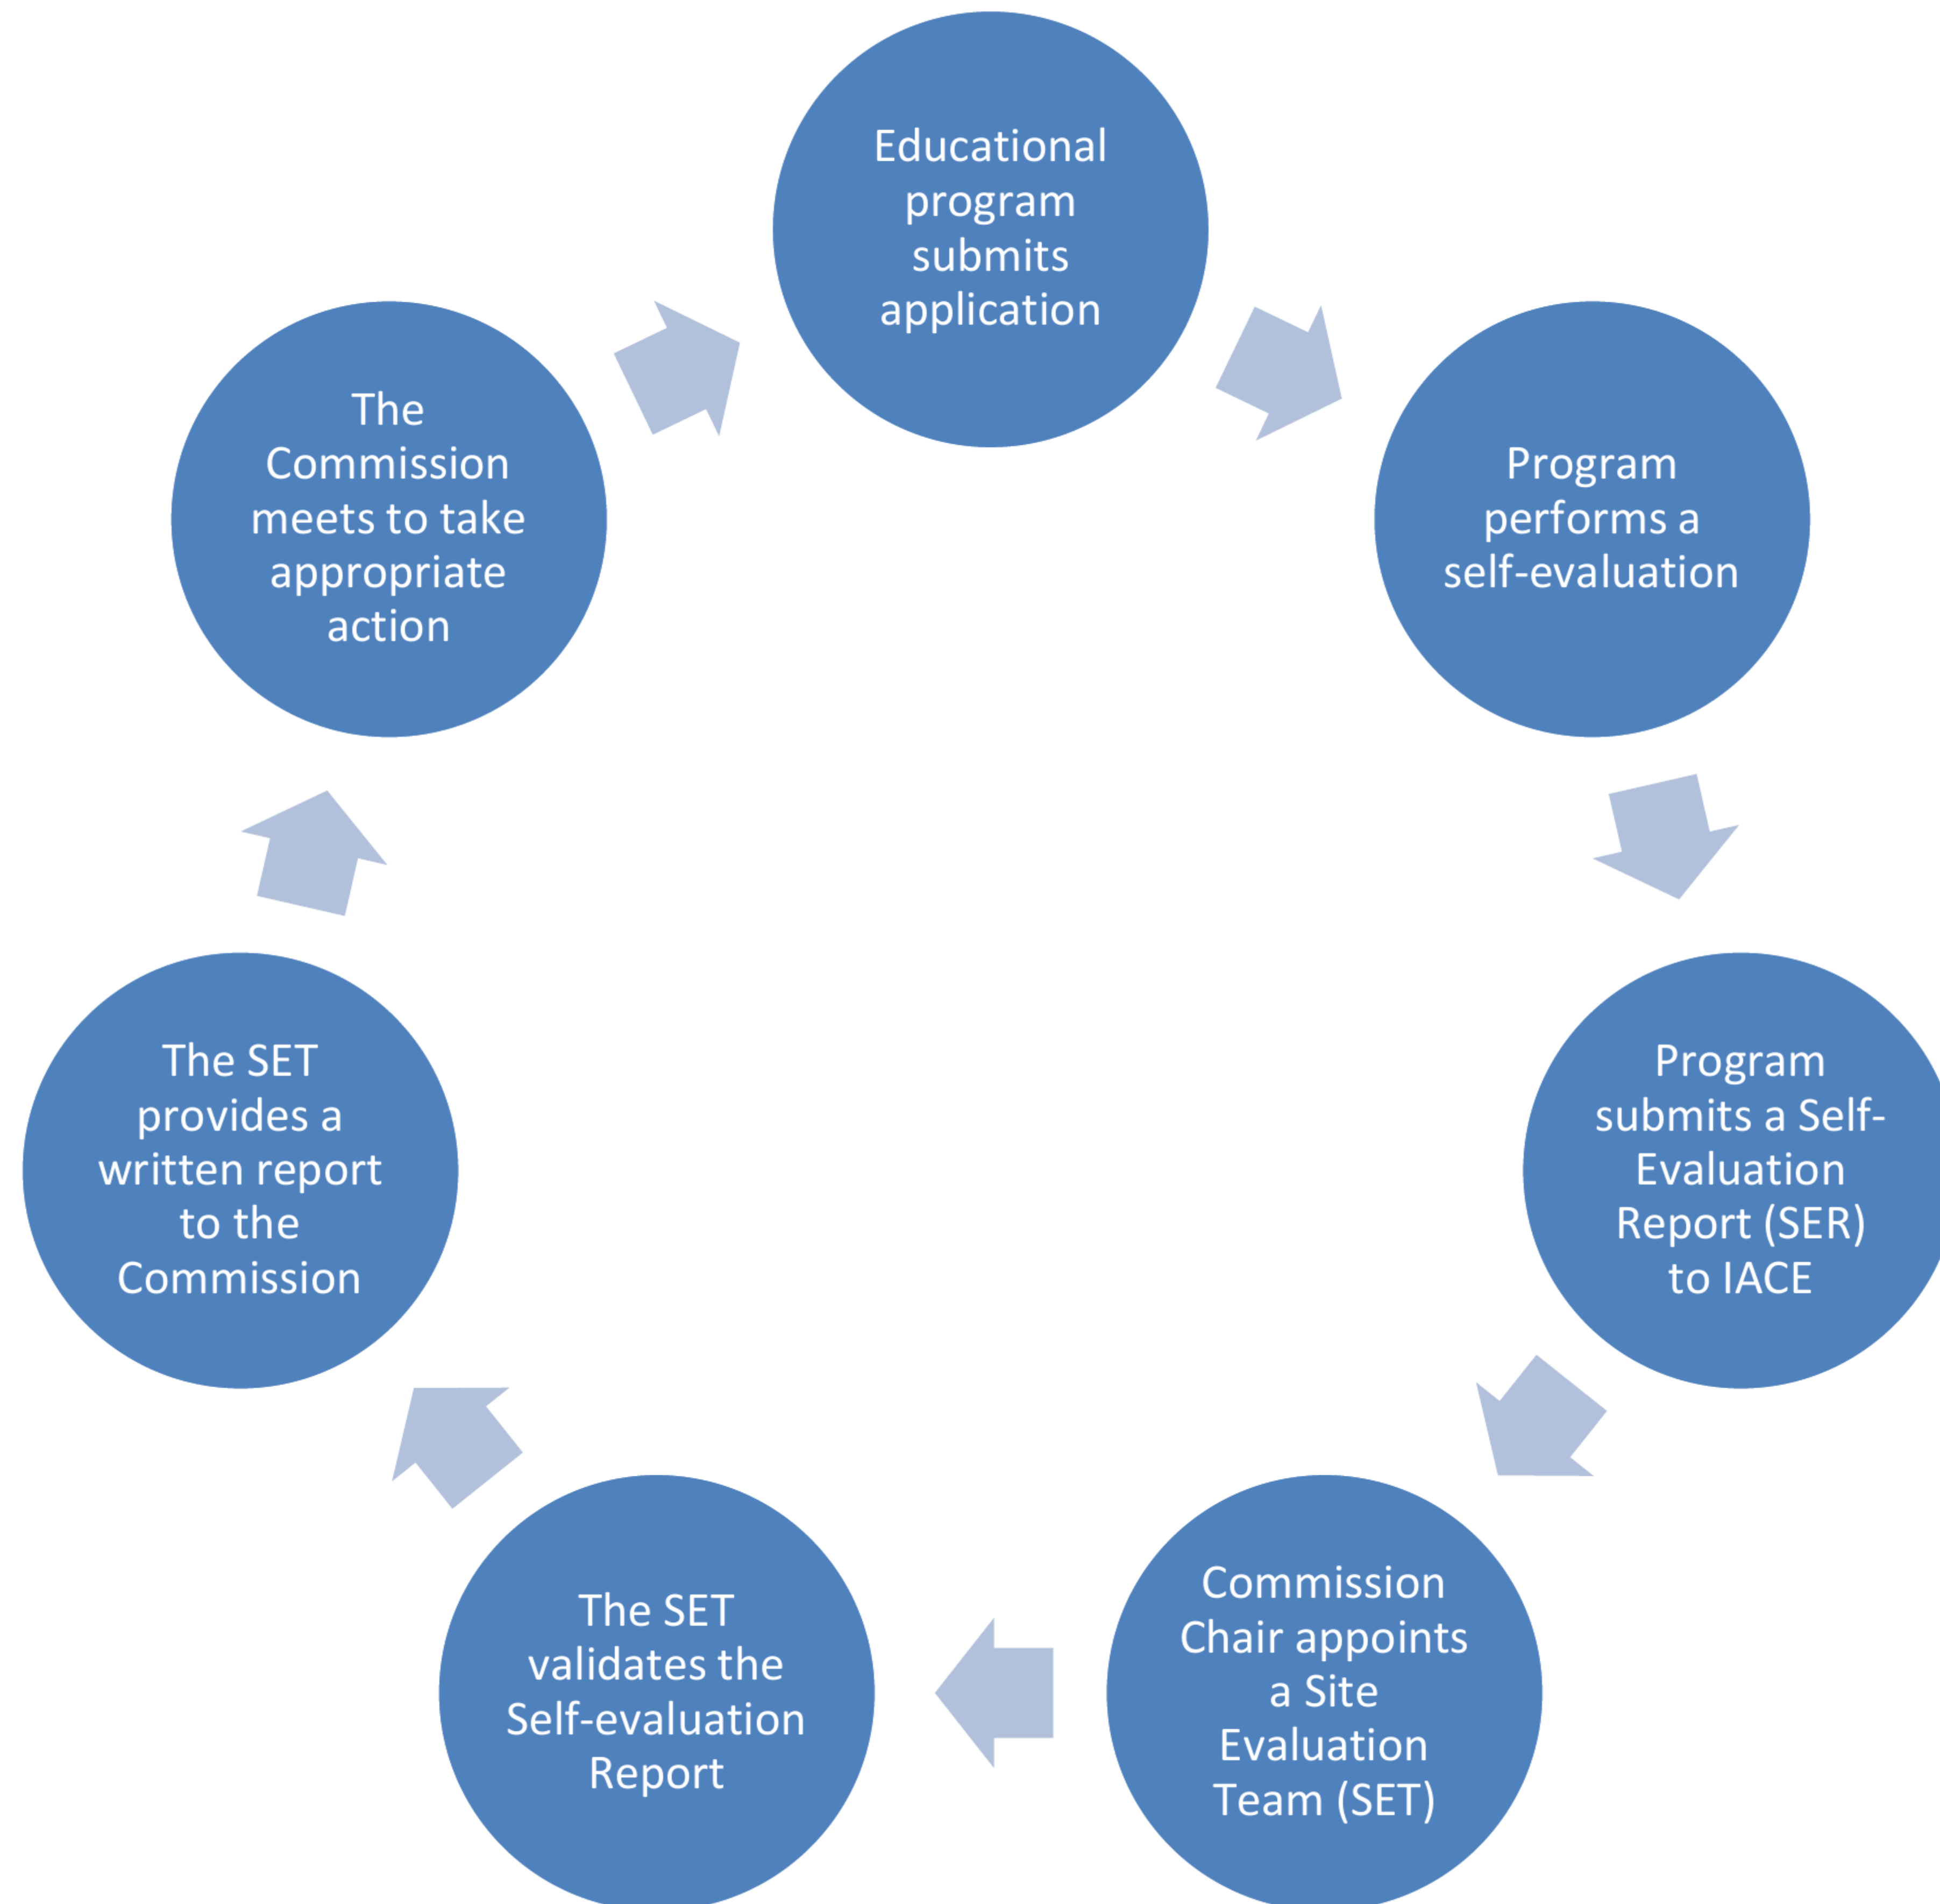 Educational
program
submits
application
Program
performs a
self-evaluation
Program
submits a Self-
Evaluation
Report (SER)
to IACE
Commission
Chair appoints
a Site
Evaluation
Team (SET)
The SET
validates the
Self-evaluation
Report
The SET
provides a
written report
to the
Commission
The
Commission
meets to take
appropriate
action